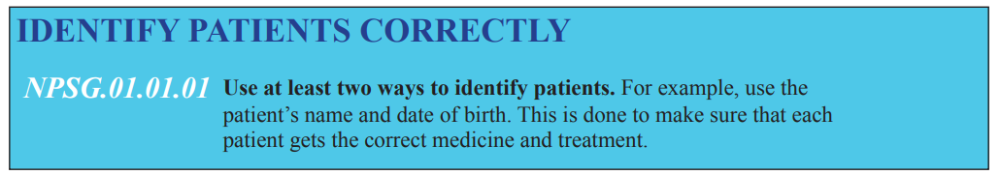 IDENTIFY PATIENTS CORRECTLY
NPSG.01.01.01 Use at least two ways to identify patients. For example, use the
patient’s name and date of birth. This is done to make sure that each
patient gets the correct medicine and treatment.